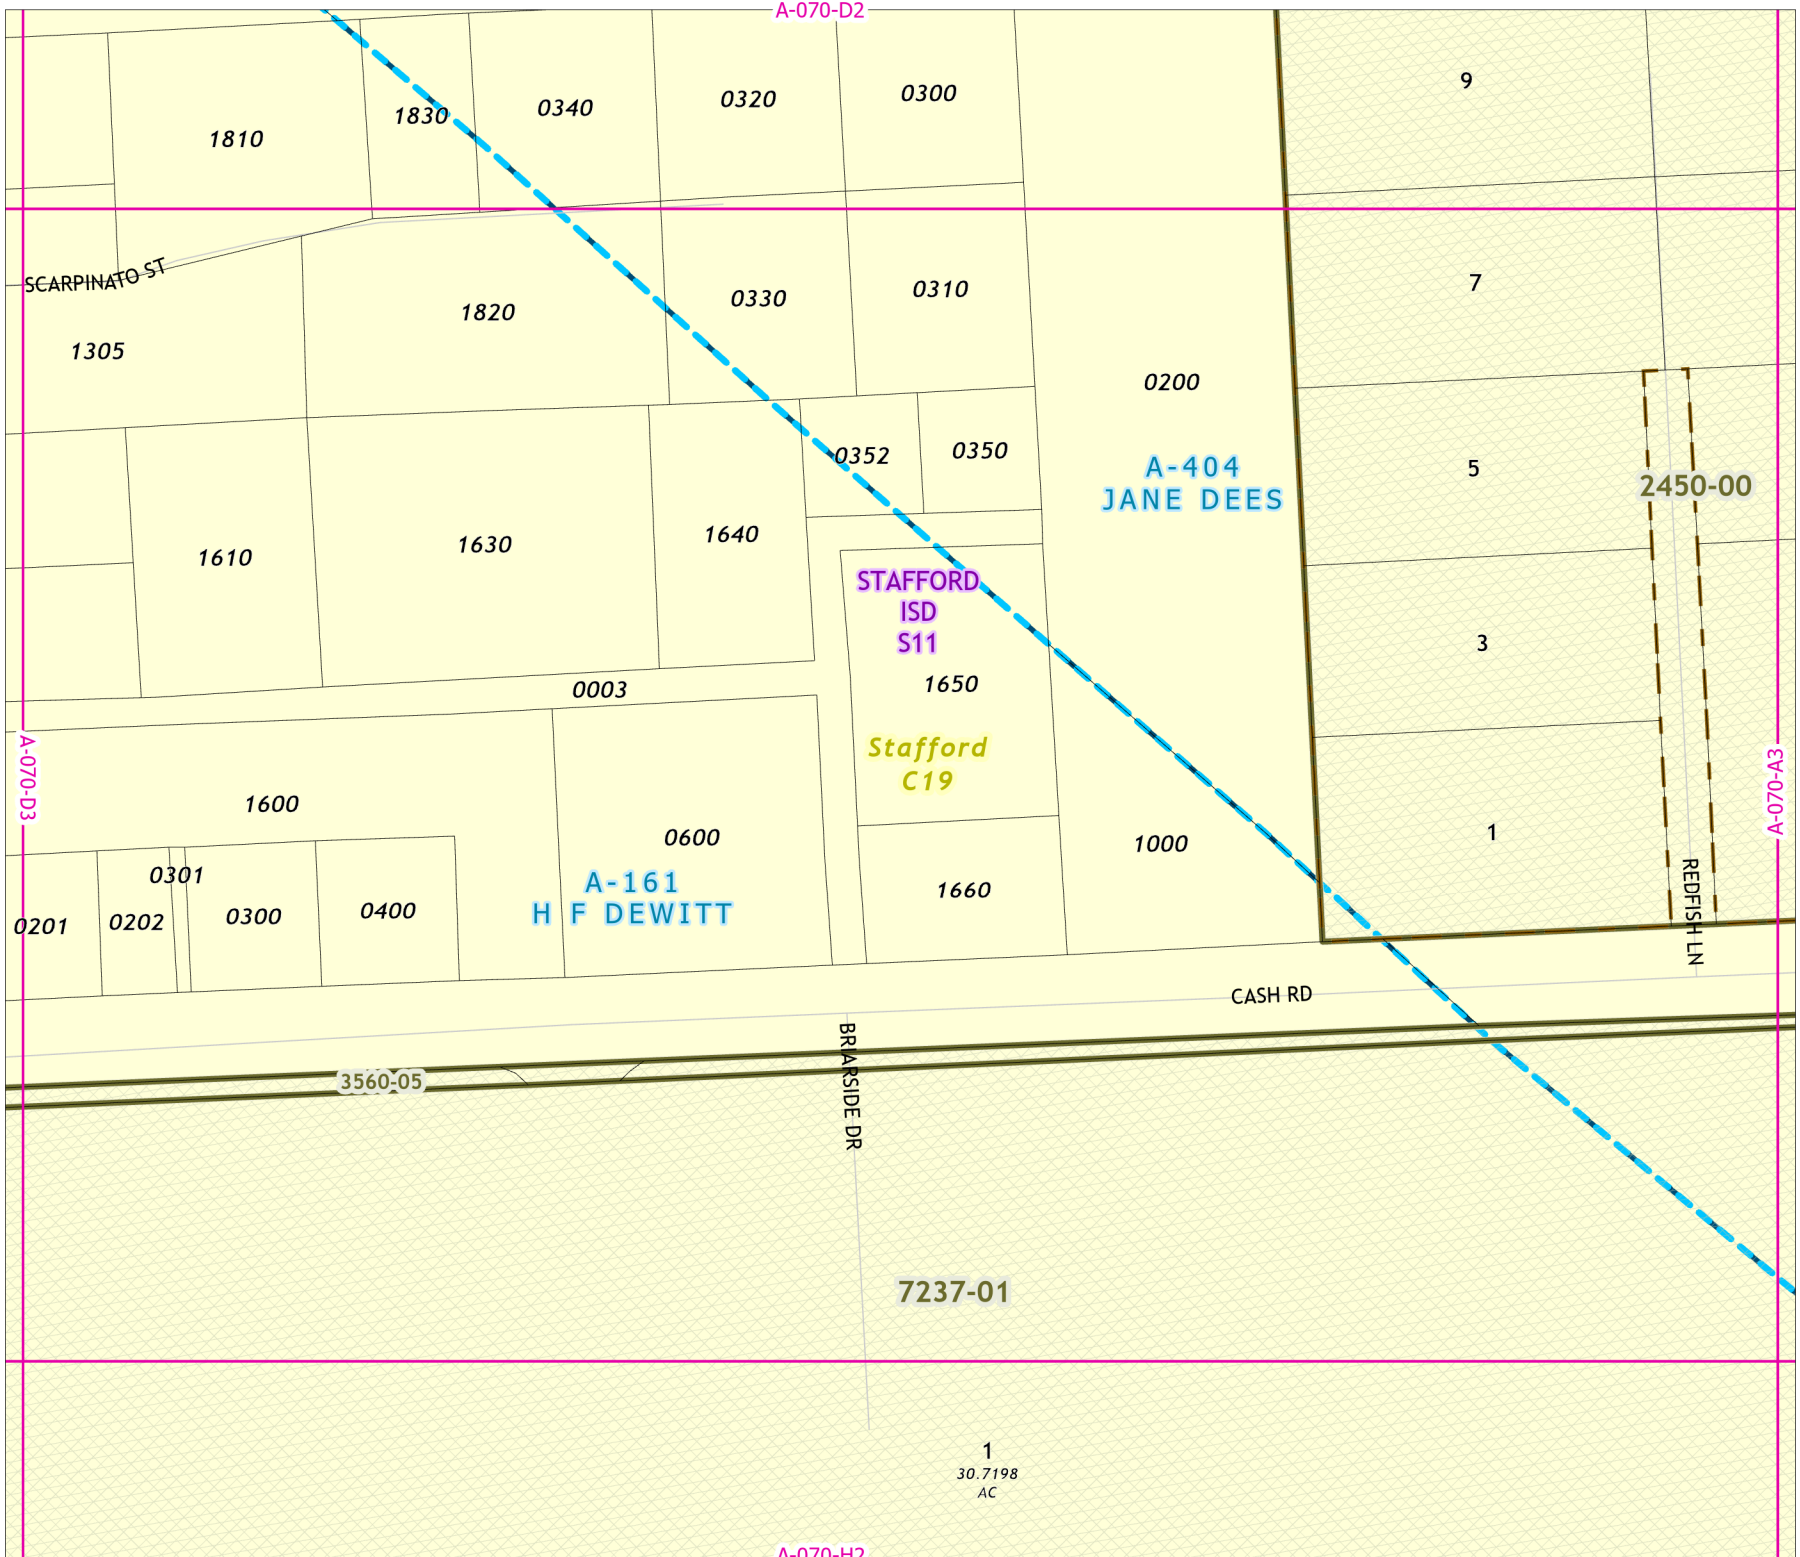 A-070-D2
9
0300
0320
0340
1830
1810
SCARPINATO ST
7
0310
0330
1820
1305
0200
0352
0350
A-404
JANE DEES
5
2450-00
1640
1630
1610
STAFFORD
ISD
S11
3
1650
0003
Stafford
C19
A-070-D3
A-070-A3
1600
0600
1000
1
0301
A-161
H F DEWITT
1660
0201
0202
0300
0400
REDFISH LN
CASH RD
BRIARSIDE DR
3560-05
7237-01
1
30.7198
AC
A-070-H2